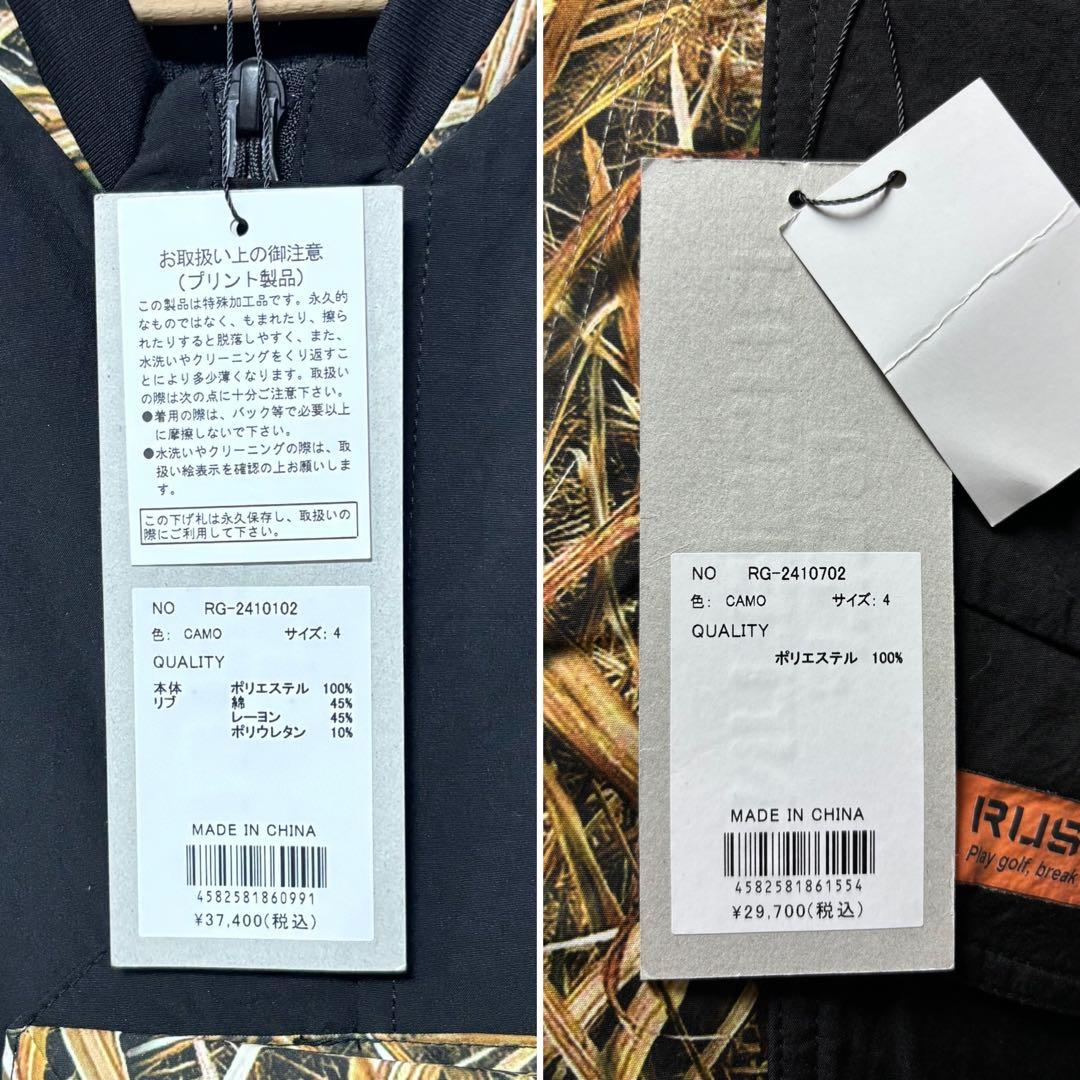 お取扱い上の御注意
(プリント製品)
この製品は特殊加工品です。永久的
なものではなく、もまれたり、擦ら
れたりすると脱落しやすく、また、
水洗いやクリーニングをくり返すこ
とにより多少薄くなります。取扱い
の際は次の点に十分ご注意下さい。
●着用の際は、バック等で必要以上
に摩擦しないで下さい。
●水洗いやクリーニングの際は、取
扱い絵表示を確認の上お願いしま
す。
この下げ札は永久保存し、取扱いの
際にご利用して下さい。
NO RG-2410102
色: CAMO サイズ: 4
QUALITY
本体 ポリエステル 100%
リブ 綿 45%
レーヨン 45%
ポリウレタン 10%
MADE IN CHINA
4582581860991
¥37,400(税込)
NO RG-2410702
色: CAMO サイズ: 4
QUALITY
ポリエステル 100%
MADE IN CHINA
4582581861554
¥29,700(税込)
RUS
Play golf, break